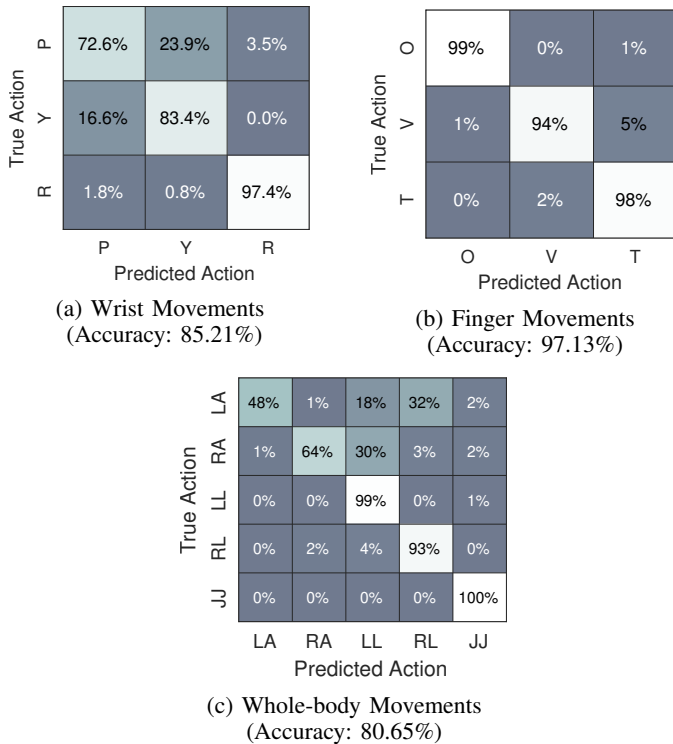 True Action
P 72.6% 23.9% 3.5%
Y 16.6% 83.4% 0.0%
R 1.8% 0.8% 97.4%
P Y R
Predicted Action
(a) Wrist Movements
(Accuracy: 85.21%)
True Action
O 99% 0% 1%
V 1% 94% 5%
T 0% 2% 98%
O V T
Predicted Action
(b) Finger Movements
(Accuracy: 97.13%)
True Action
LA 48% 1% 18% 32% 2%
RA 1% 64% 30% 3% 2%
LL 0% 0% 99% 0% 1%
RL 0% 2% 4% 93% 0%
JJ 0% 0% 0% 0% 100%
LA RA LL RL JJ
Predicted Action
(c) Whole-body Movements
(Accuracy: 80.65%)